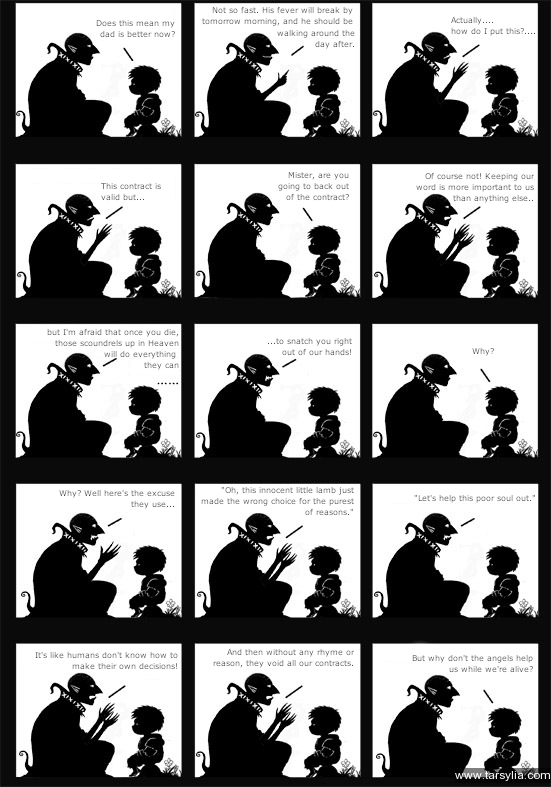 Does this mean my
dad is better now?
Not so fast. His fever will break by
tomorrow morning, and he should be
walking around the
day after.
Actually....
how do I put this?....
This contract is
valid but...
Mister, are you
going to back out
of the contract?
Of course not! Keeping our
word is more important to us
than anything else..
but I'm afraid that once you die,
those scoundrels up in Heaven
will do everything
they can
......
...to snatch you right
out of our hands!
Why?
Why? Well here's the excuse
they use...
"Oh, this innocent little lamb just
made the wrong choice for the purest
of reasons."
"Let's help this poor soul out."
It's like humans don't know how to
make their own decisions!
And then without any rhyme or
reason, they void all our contracts.
But why don't the angels help
us while we're alive?
www.tarsylia.com